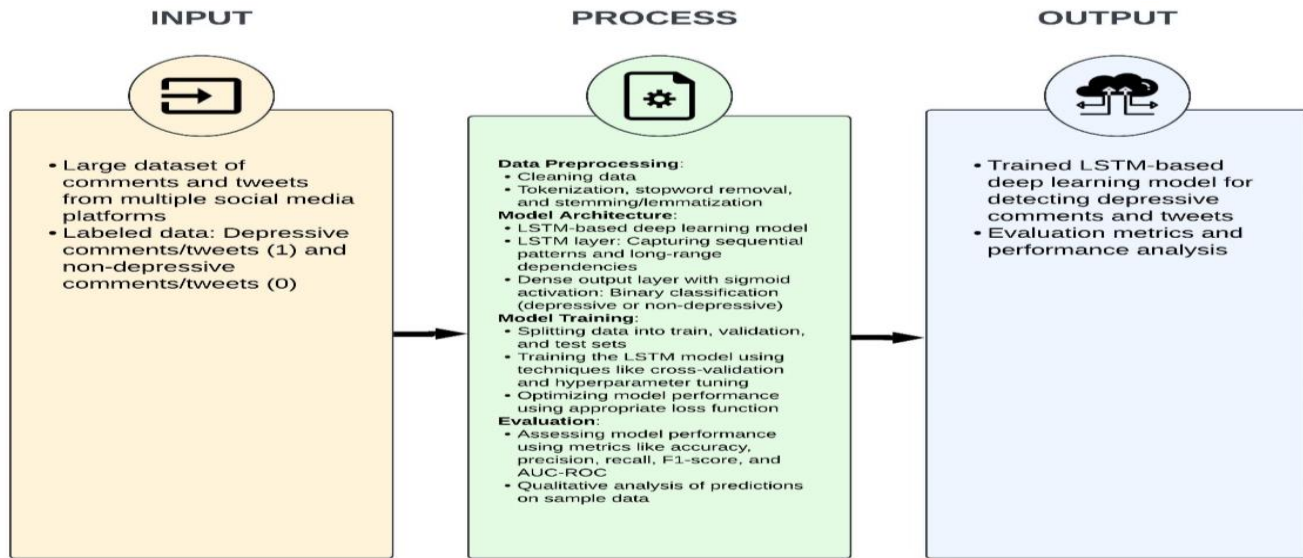 INPUT
• Large dataset of
comments and tweets
from multiple social media
platforms
• Labeled data: Depressive
comments/tweets (1) and
non-depressive
comments/tweets (0)
PROCESS
Data Preprocessing:
• Cleaning data
• Tokenization, stopword removal,
and stemming/lemmatization
Model Architecture:
• LSTM-based deep learning model
• LSTM layer: Capturing sequential
patterns and long-range
dependencies
• Dense output layer with sigmoid
activation: Binary classification
(depressive or non-depressive)
Model Training:
• Splitting data into train, validation,
and test sets
• Training the LSTM model using
techniques like cross-validation
and hyperparameter tuning
• Optimizing model performance
using appropriate loss function
Evaluation:
• Assessing model performance
using metrics like accuracy,
precision, recall, F1-score, and
AUC-ROC
• Qualitative analysis of predictions
on sample data
OUTPUT
• Trained LSTM-based
deep learning model for
detecting depressive
comments and tweets
• Evaluation metrics and
performance analysis